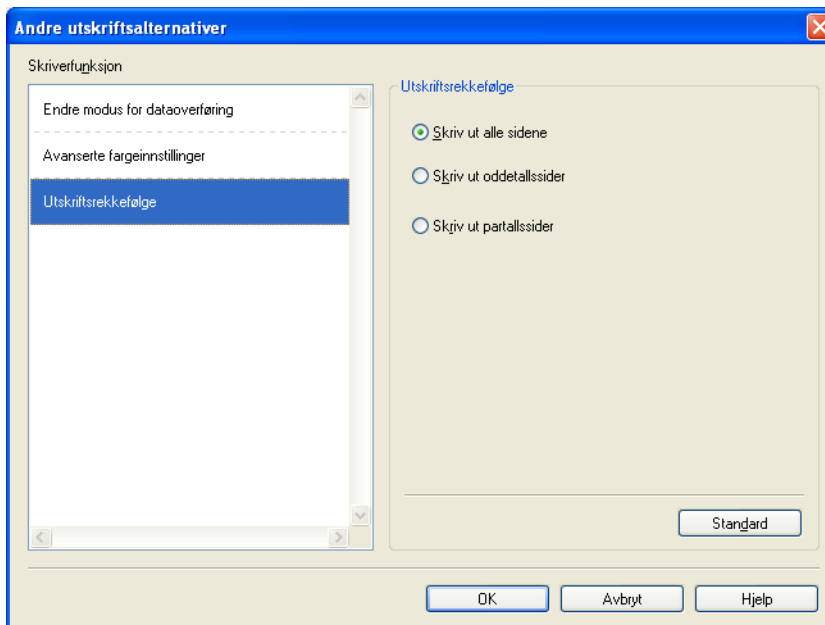 Andre utskriftsalternativer
Skriverfunksjon
Endre modus for dataoverføring
Avanserte fargeinnstillinger
Utskriftsrekkefølge
Utskriftsrekkefølge
Skriv ut alle sidene
Skriv ut oddetallssider
Skriv ut partallssider
Standard
OK
Avbryt
Hjelp